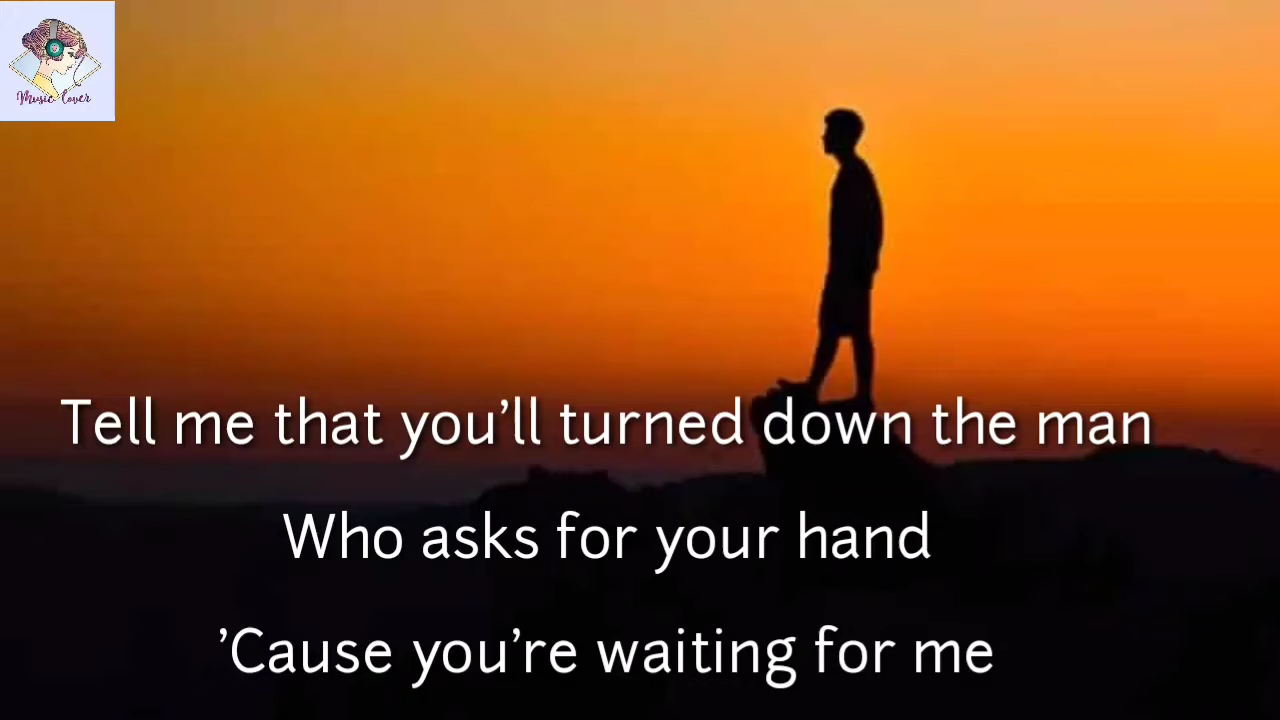 Music Lover
Tell me that you’ll turned down the man
Who asks for your hand
’Cause you’re waiting for me